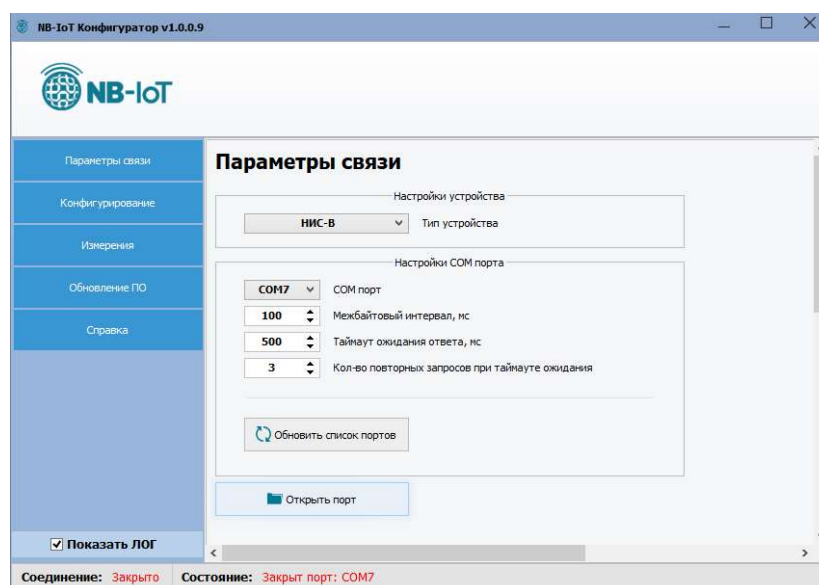 NB-IoT Конфигуратор v1.0.0.9
NB-IoT
Параметры связи
Конфигурирование
Измерения
Обновление ПО
Справка
Показать ЛОГ
Параметры связи
Настройки устройства
НИС-В Тип устройства
Настройки COM порта
COM7 COM порт
100 Межбайтовый интервал, мс
500 Таймаут ожидания ответа, мс
3 Кол-во повторных запросов при таймауте ожидания
Обновить список портов
Открыть порт
Соединение: Закрыто Состояние: Закрыт порт: COM7